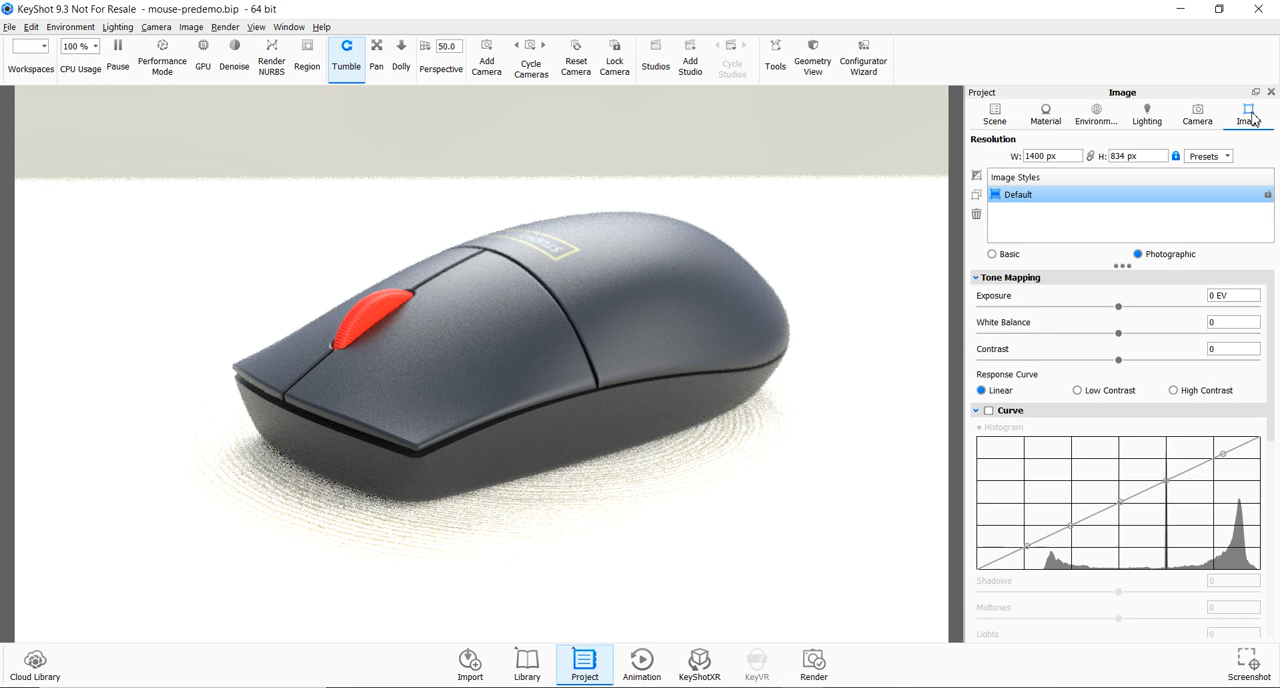 KeyShot 9.3 Not For Resale - mouse-predemo.bip - 64 bit
File Edit Environment Lighting Camera Image Render View Window Help
100 % 50.0
Workspaces CPU Usage Pause Performance Mode GPU Denoise Render NURBS Region Tumble Pan Dolly Perspective Add Camera Cycle Cameras Reset Camera Lock Camera Studios Add Studio Cycle Studios Tools Geometry View Configurator Wizard
Project Image
Scene Material Environm... Lighting Camera
Resolution
W: 1400 px H: 834 px Presets
Image Styles
Default
Basic Photographic
Tone Mapping
Exposure 0 EV
White Balance 0
Contrast 0
Response Curve
Linear Low Contrast High Contrast
Curve
Histogram
Shadows 0
Midtones 0
Lights 0
Cloud Library Import Library Project Animation KeyShotXR KeyVR Render Screenshot